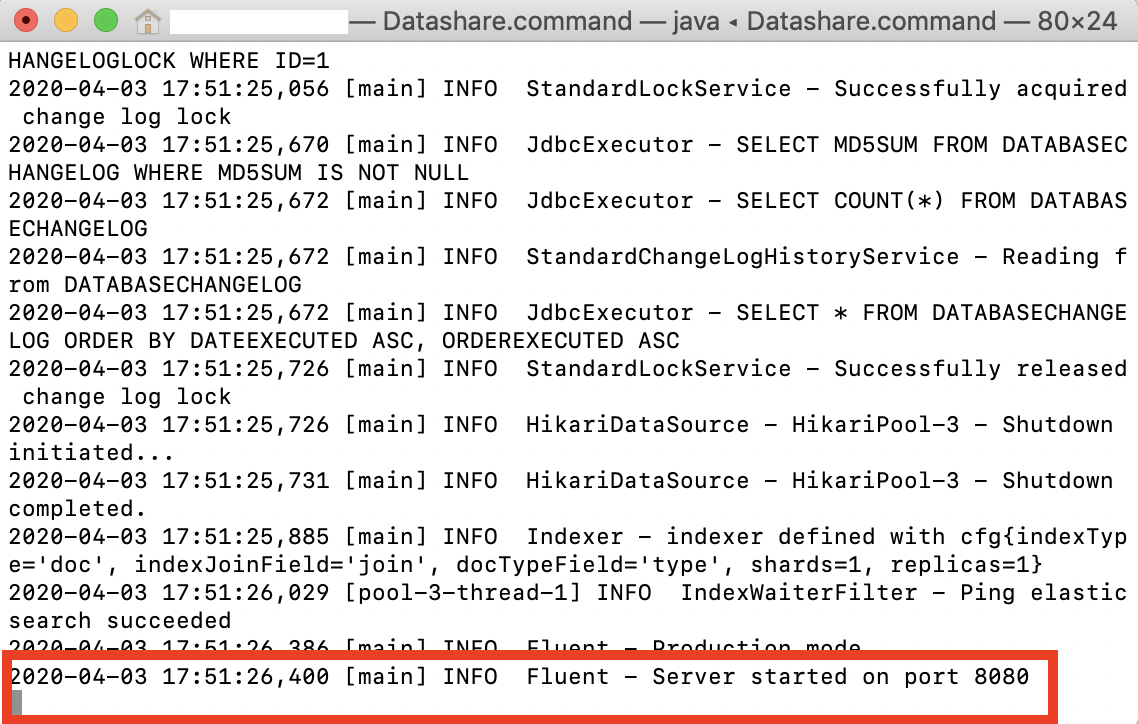 — Datashare.command — java ◂ Datashare.command — 80×24
HANGELOGLOCK WHERE ID=1
2020-04-03 17:51:25,056 [main] INFO  StandardLockService - Successfully acquired
 change log lock
2020-04-03 17:51:25,670 [main] INFO  JdbcExecutor - SELECT MD5SUM FROM DATABASEC
HANGELOG WHERE MD5SUM IS NOT NULL
2020-04-03 17:51:25,672 [main] INFO  JdbcExecutor - SELECT COUNT(*) FROM DATABAS
ECHANGELOG
2020-04-03 17:51:25,672 [main] INFO  StandardChangeLogHistoryService - Reading f
rom DATABASECHANGELOG
2020-04-03 17:51:25,672 [main] INFO  JdbcExecutor - SELECT * FROM DATABASECHANGE
LOG ORDER BY DATEEXECUTED ASC, ORDEREXECUTED ASC
2020-04-03 17:51:25,726 [main] INFO  StandardLockService - Successfully released
 change log lock
2020-04-03 17:51:25,726 [main] INFO  HikariDataSource - HikariPool-3 - Shutdown
initiated...
2020-04-03 17:51:25,731 [main] INFO  HikariDataSource - HikariPool-3 - Shutdown
completed.
2020-04-03 17:51:25,885 [main] INFO  Indexer - indexer defined with cfg{indexTyp
e='doc', indexJoinField='join', docTypeField='type', shards=1, replicas=1}
2020-04-03 17:51:26,029 [pool-3-thread-1] INFO  IndexWaiterFilter - Ping elastic
search succeeded
2020-04-03 17:51:26,386 [main] INFO  Fluent - Production mode
2020-04-03 17:51:26,400 [main] INFO  Fluent - Server started on port 8080